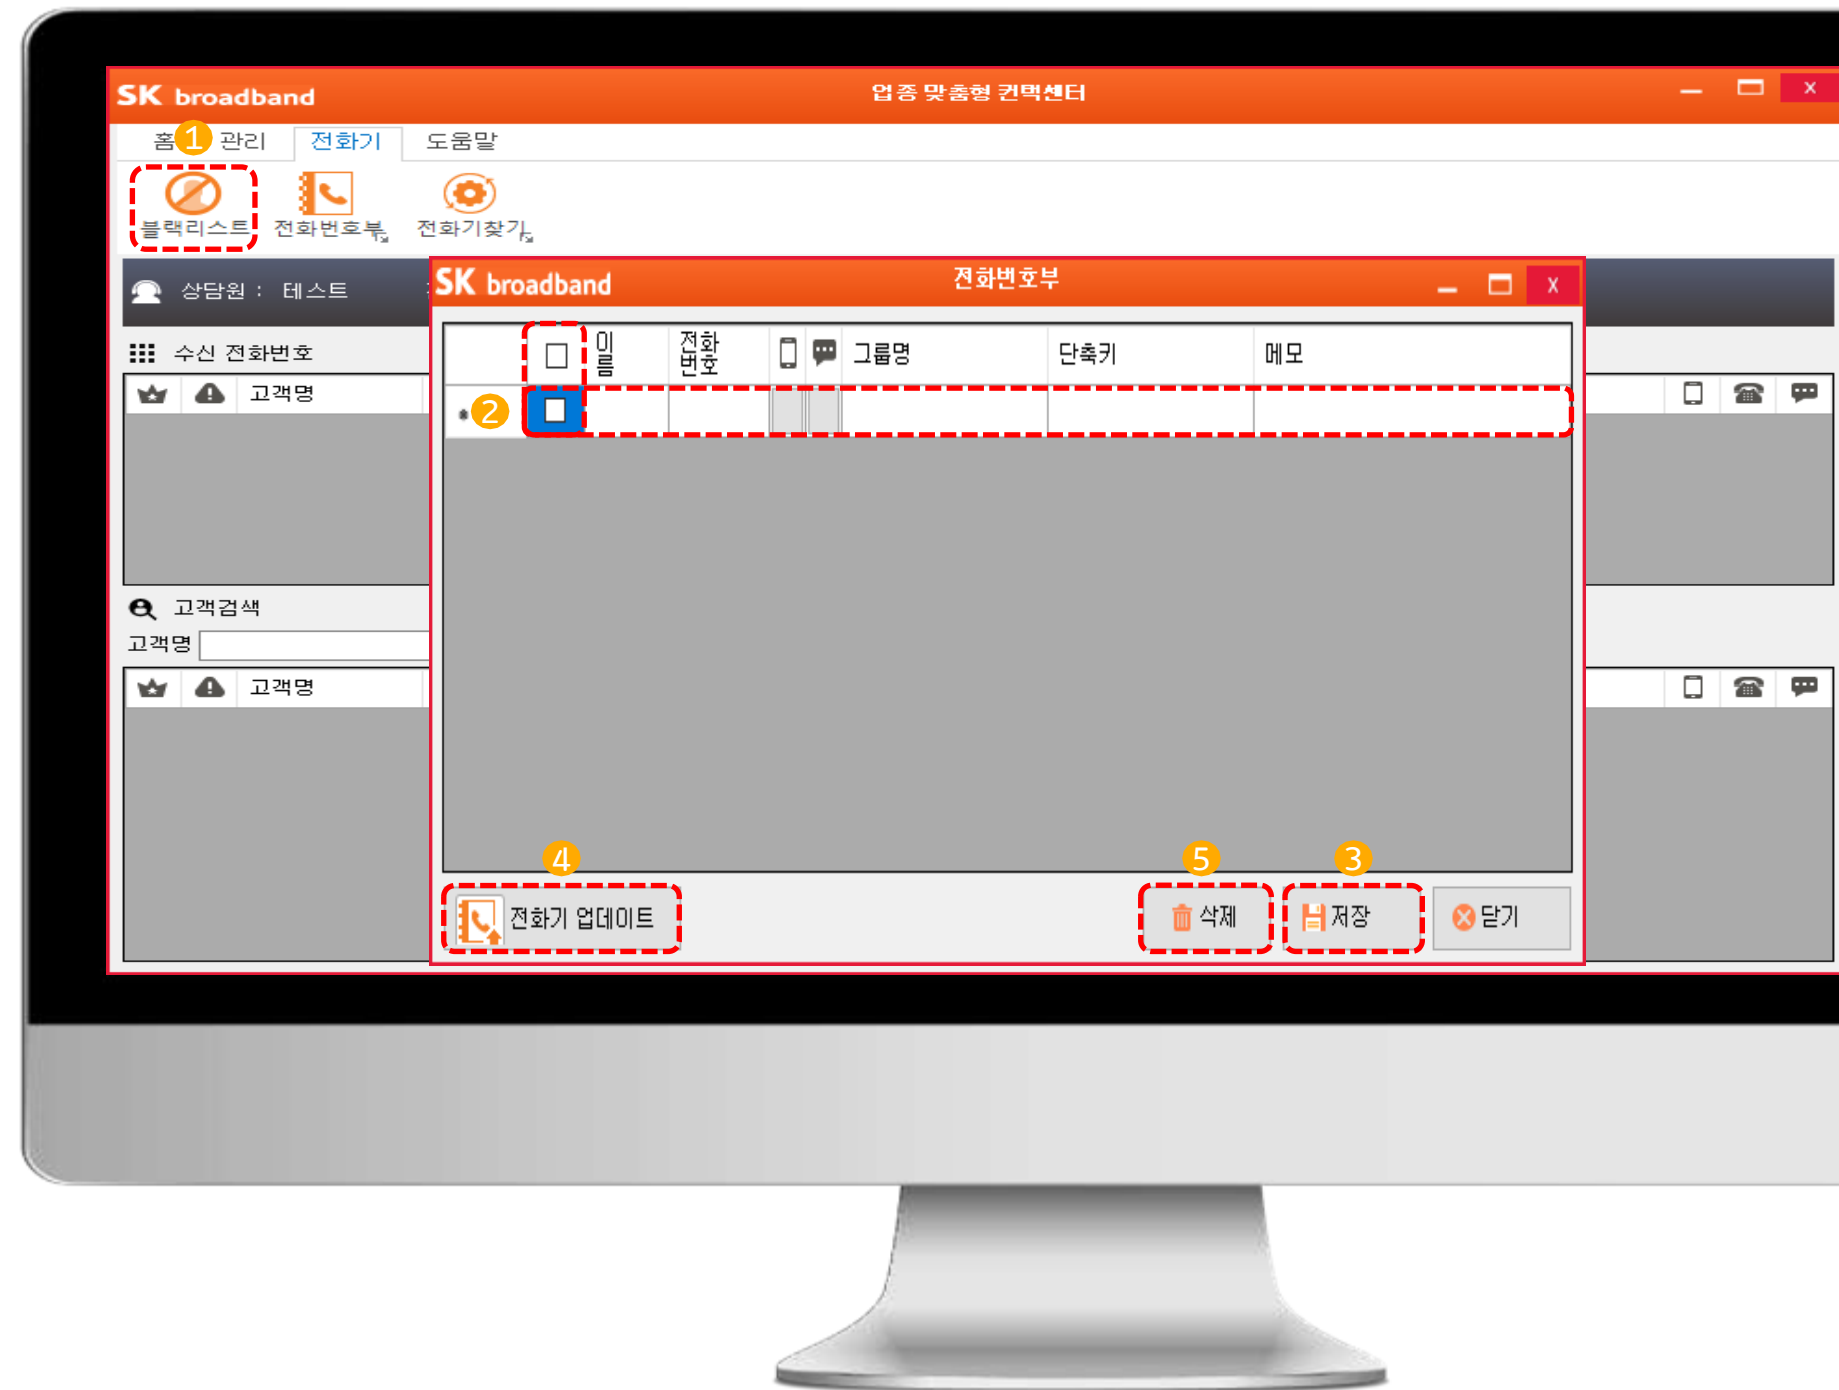 SK broadband
업종 맞춤형 컨택센터
X
홈 1 관리 전화기 도움말
블랙리스트 전화번호부 전화기찾기
상담원 : 테스트
수신 전화번호
고객명
고객검색
고객명
고객명
SK broadband
전화번호부
X
이름 전화번호 그룹명 단축키 메모
2
4 5 3
전화기 업데이트 삭제 저장 닫기